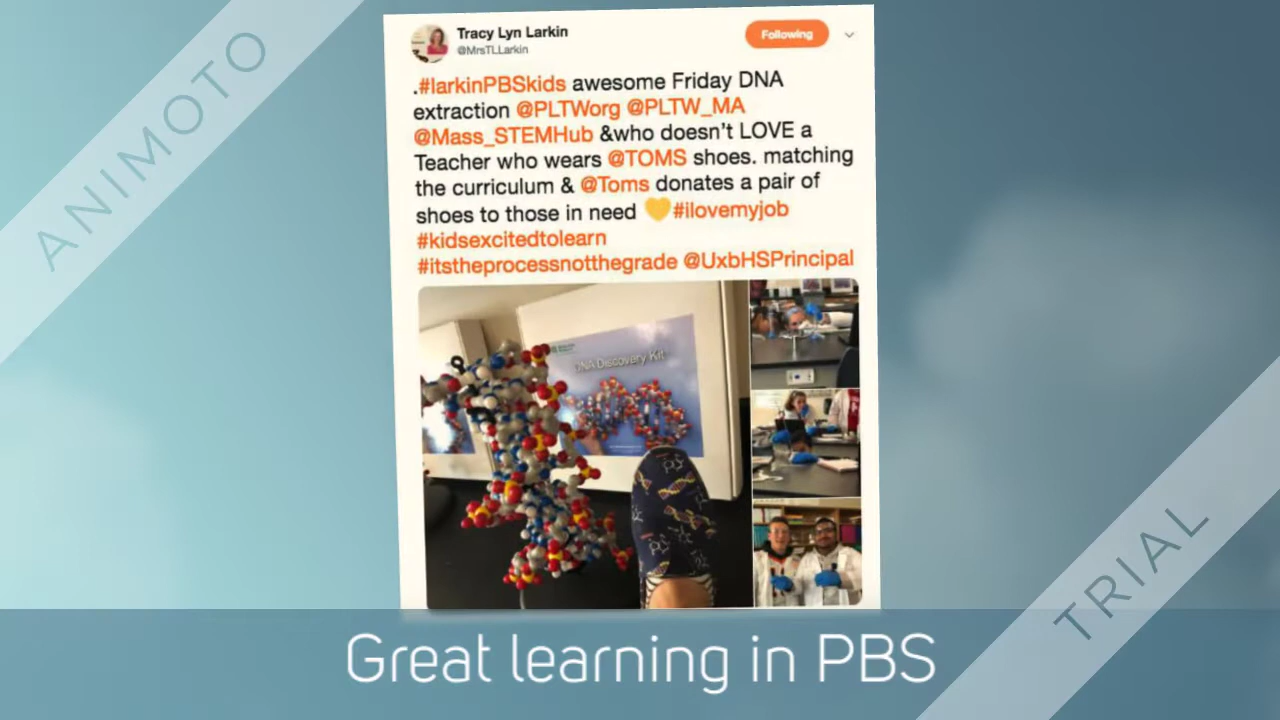 ANIMOTO
Tracy Lyn Larkin
@MrsTLLarkin
Following
.#larkinPBSkids awesome Friday DNA
extraction @PLTWorg @PLTW_MA
@Mass_STEMHub &who doesn't LOVE a
Teacher who wears @TOMS shoes. matching
the curriculum & @Toms donates a pair of
shoes to those in need 💛#ilovemyjob
#kidsexcitedtolearn
#itstheprocessnotthegrade @UxbHSPrincipal
DNA Discovery Kit
TRIAL
Great learning in PBS